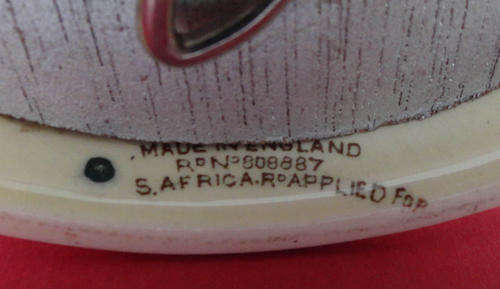 MADE IN ENGLAND
RD NO 808887
S. AFRICA. RD APPLIED FOR